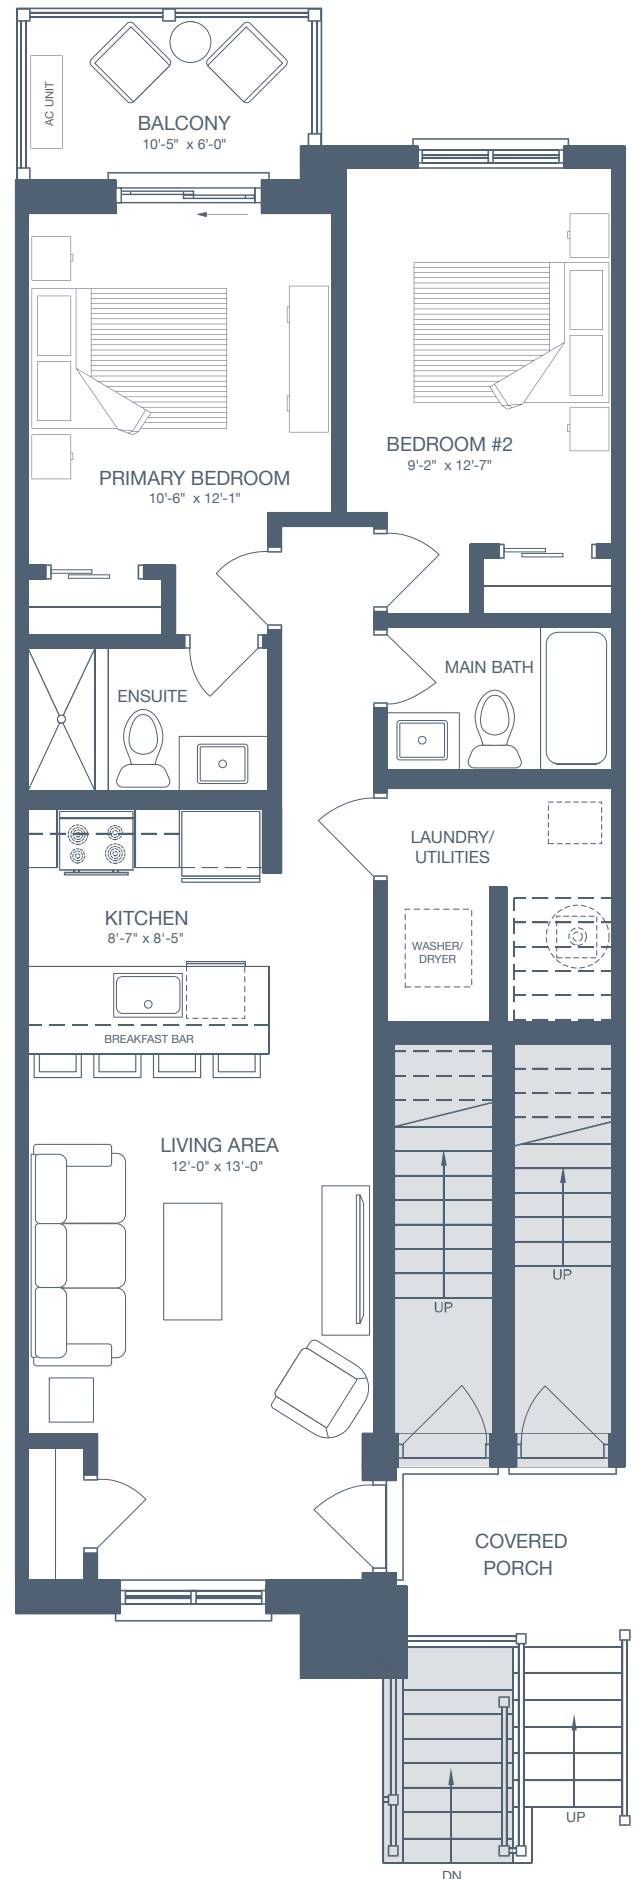 AC UNIT
BALCONY
10'-5" x 6'-0"
BEDROOM #2
9'-2" x 12'-7"
PRIMARY BEDROOM
10'-6" x 12'-1"
MAIN BATH
ENSUITE
LAUNDRY/
UTILITIES
KITCHEN
8'-7" x 8'-5"
WASHER/
DRYER
BREAKFAST BAR
LIVING AREA
12'-0" x 13'-0"
UP
UP
COVERED
PORCH
UP
DN